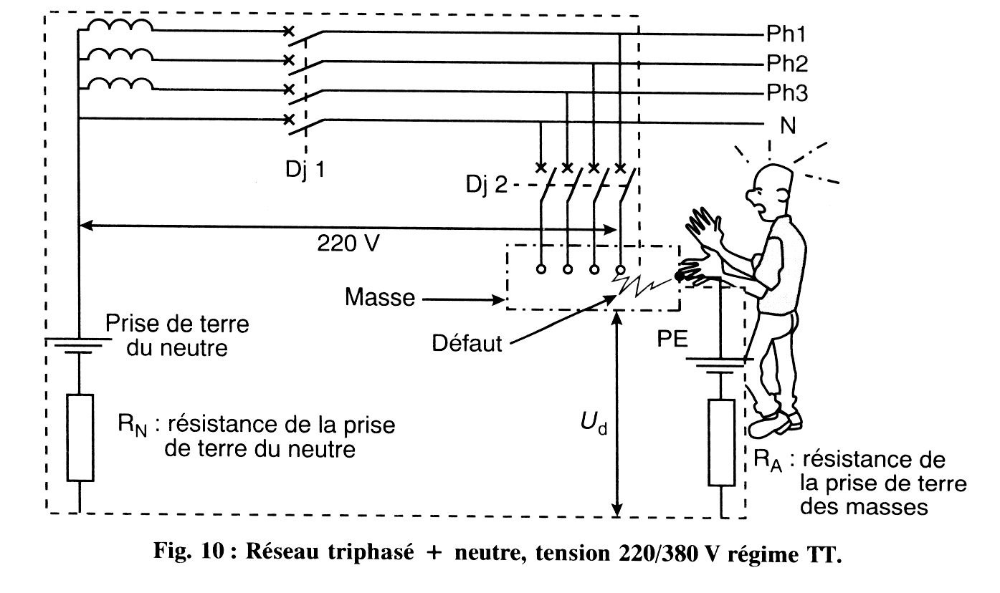 Ph1
Ph2
Ph3
N
Dj 1
Dj 2
220 V
Masse
Défaut
Prise de terre
du neutre
PE
R_N : résistance de la prise
de terre du neutre
U_d
R_A : résistance de
la prise de terre
des masses
Fig. 10 : Réseau triphasé + neutre, tension 220/380 V régime TT.